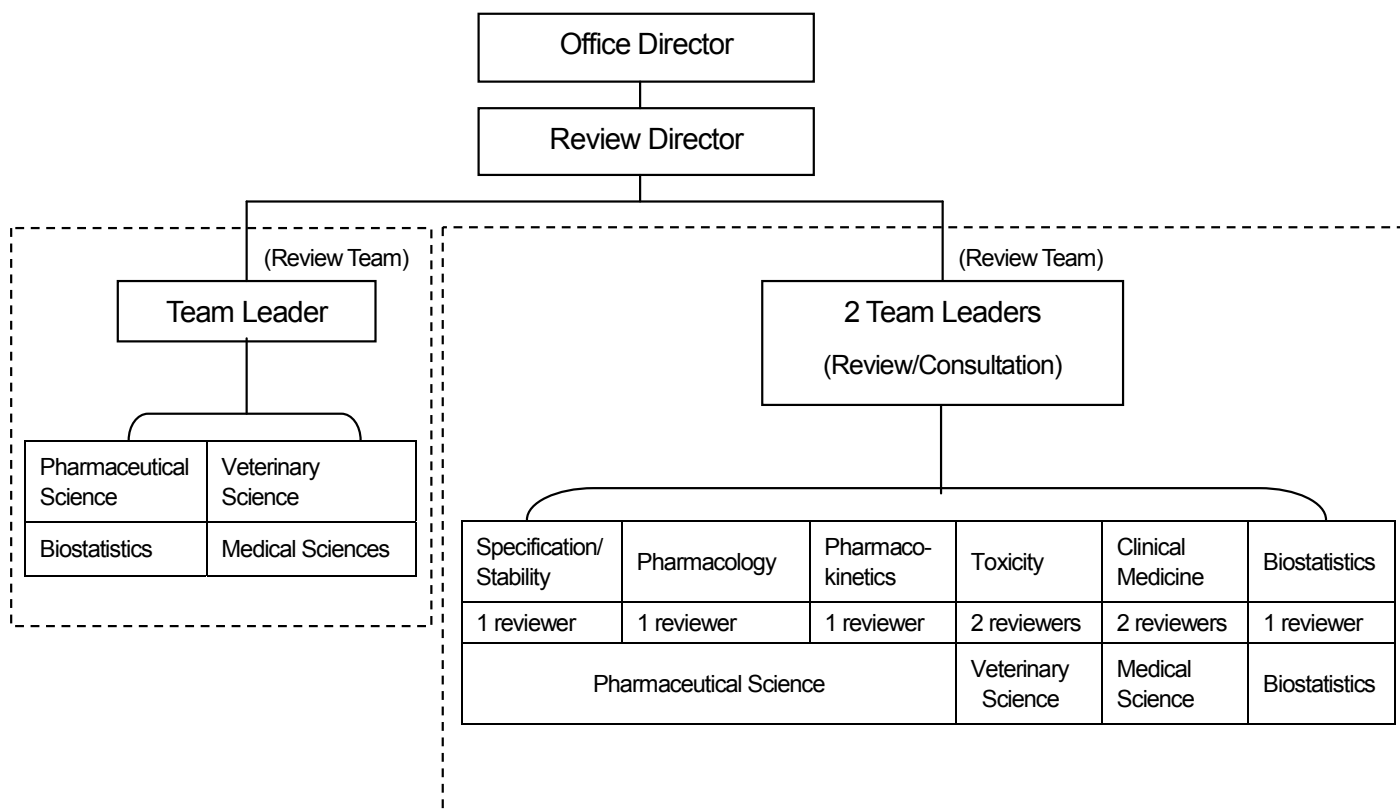 Office Director
Review Director
(Review Team)
Team Leader
Pharmaceutical
Science
Veterinary
Science
Biostatistics
Medical Sciences
(Review Team)
2 Team Leaders
(Review/Consultation)
Specification/
Stability
Pharmacology
Pharmaco-
kinetics
Toxicity
Clinical
Medicine
Biostatistics
1 reviewer
1 reviewer
1 reviewer
2 reviewers
2 reviewers
1 reviewer
Pharmaceutical Science
Veterinary
Science
Medical
Science
Biostatistics